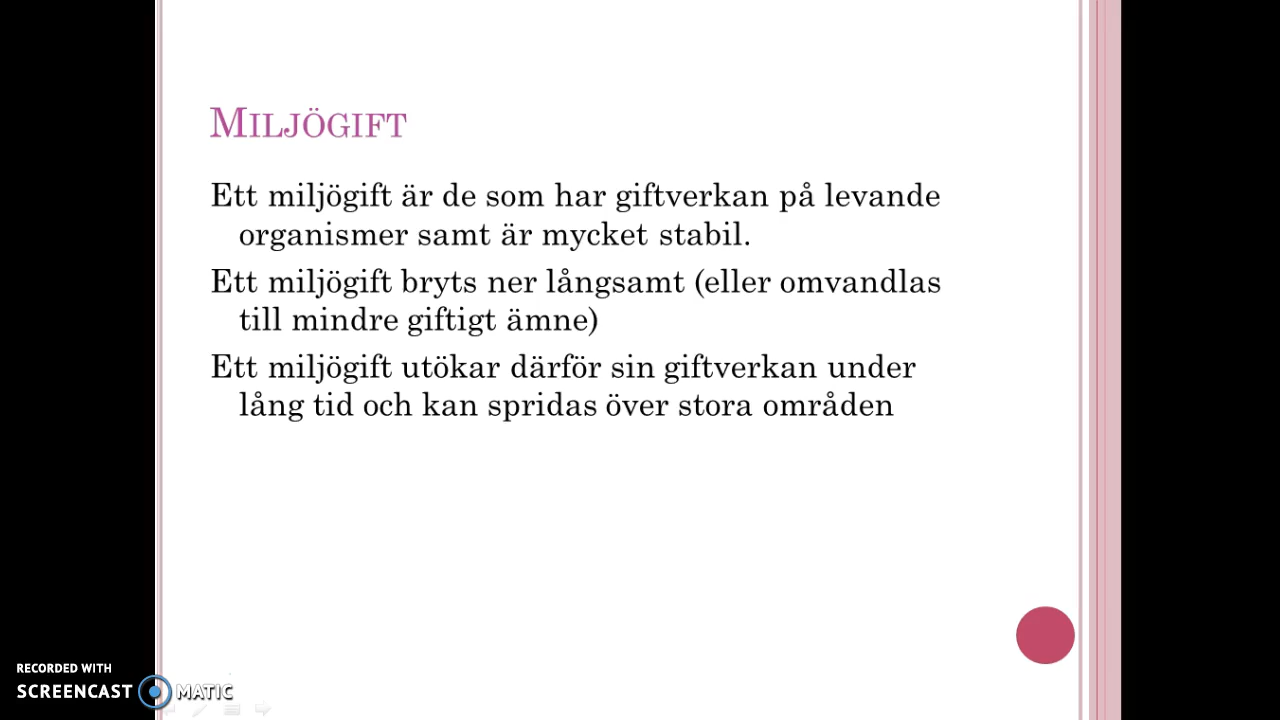 MILJÖGIFT
Ett miljögift är de som har giftverkan på levande
organismer samt är mycket stabil.
Ett miljögift bryts ner långsamt (eller omvandlas
till mindre giftigt ämne)
Ett miljögift utökar därför sin giftverkan under
lång tid och kan spridas över stora områden
RECORDED WITH
SCREENCAST MATIC